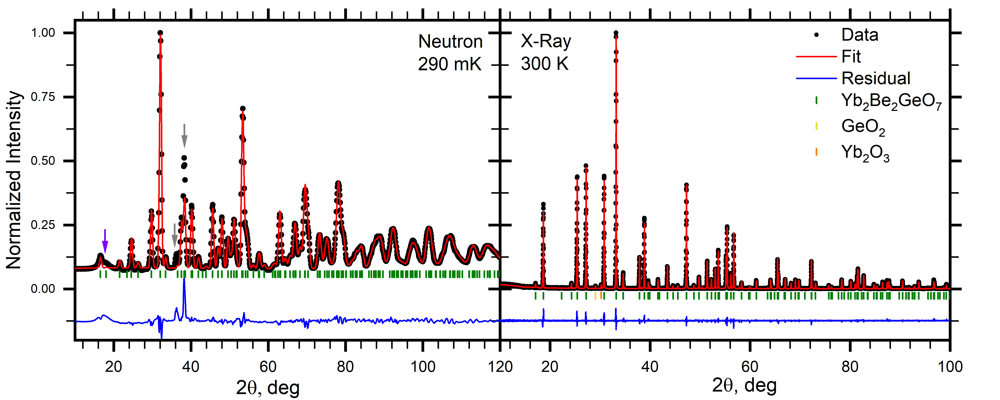 Normalized Intensity
1.00
0.75
0.50
0.25
0.00
Neutron
290 mK
20
40
60
80
100
120
2θ, deg
X-Ray
300 K
Data
Fit
Residual
Yb2Be2GeO7
GeO2
Yb2O3
20
40
60
80
100
2θ, deg